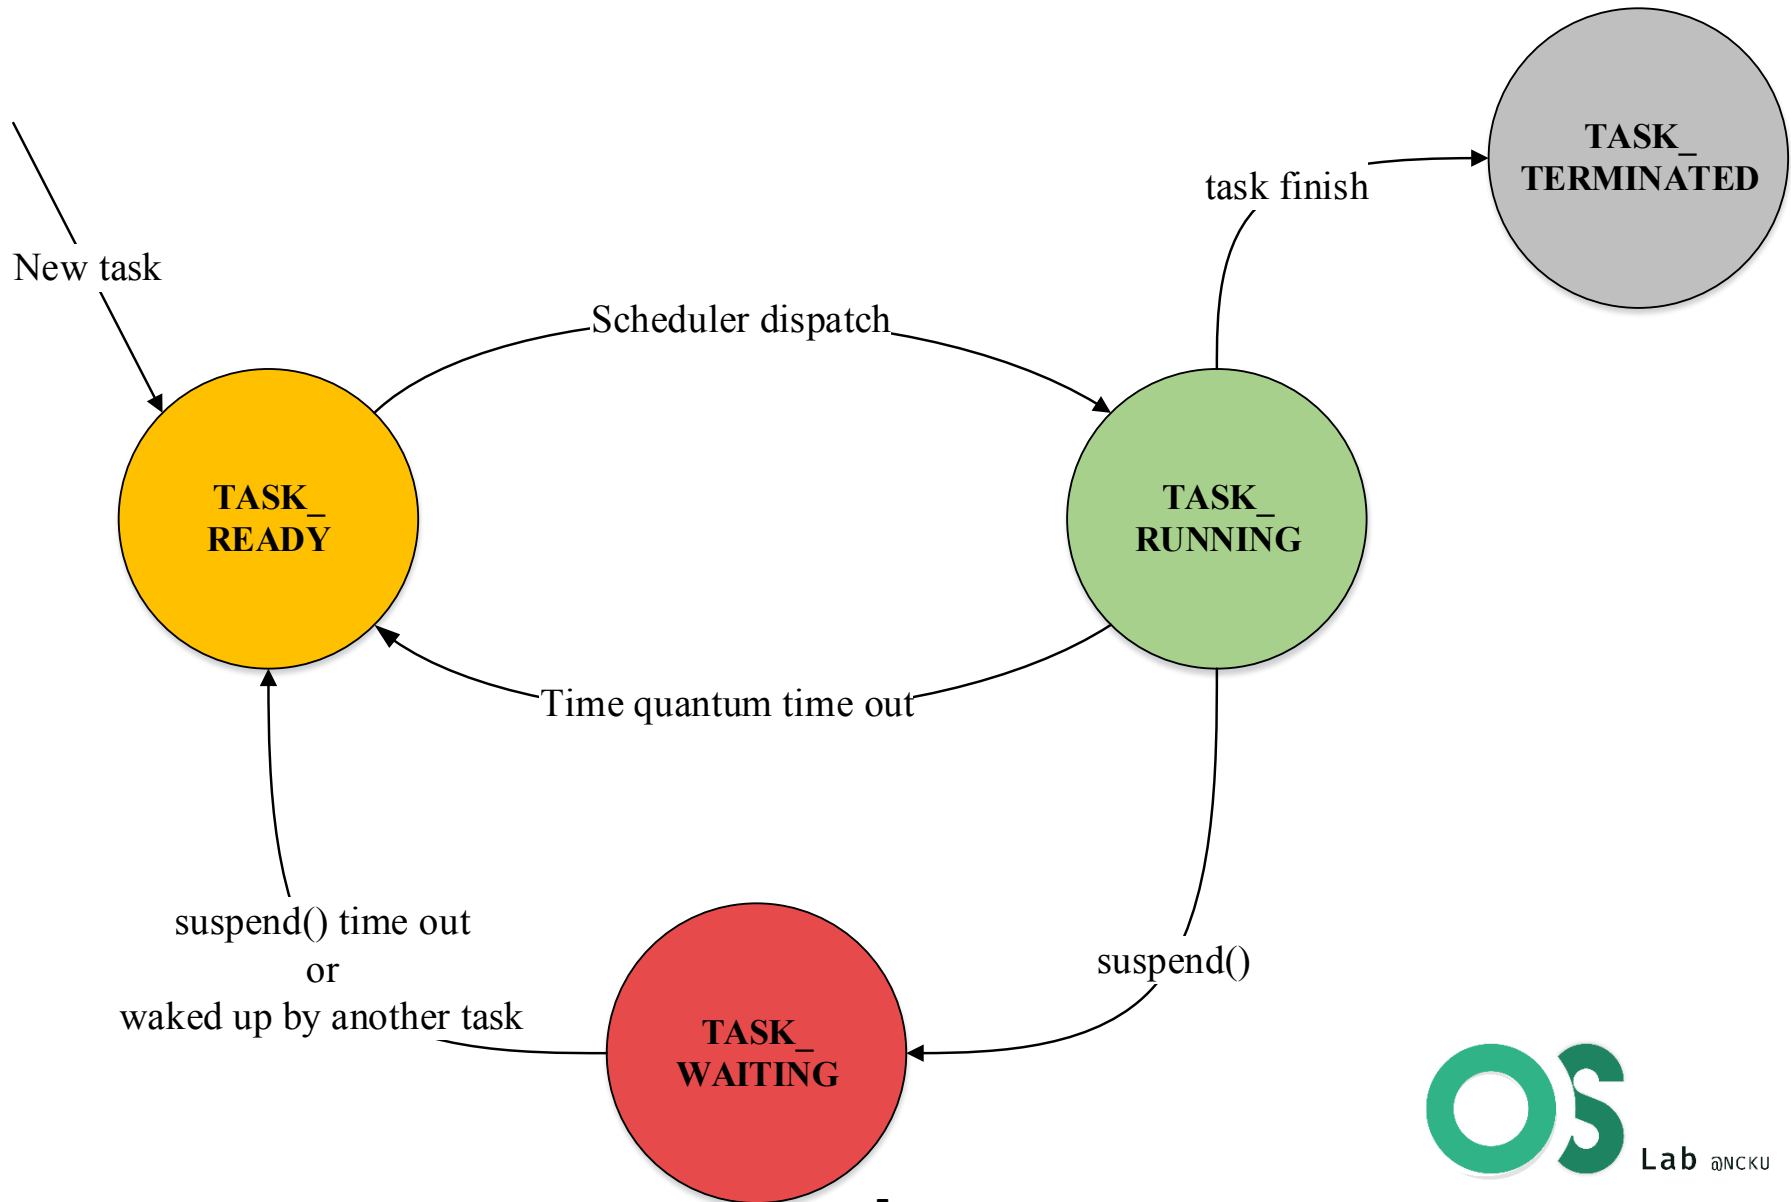 TASK_
TERMINATED
task finish
New task
Scheduler dispatch
TASK_
READY
TASK_
RUNNING
Time quantum time out
suspend() time out
or
waked up by another task
suspend()
TASK_
WAITING
OS Lab @NCKU